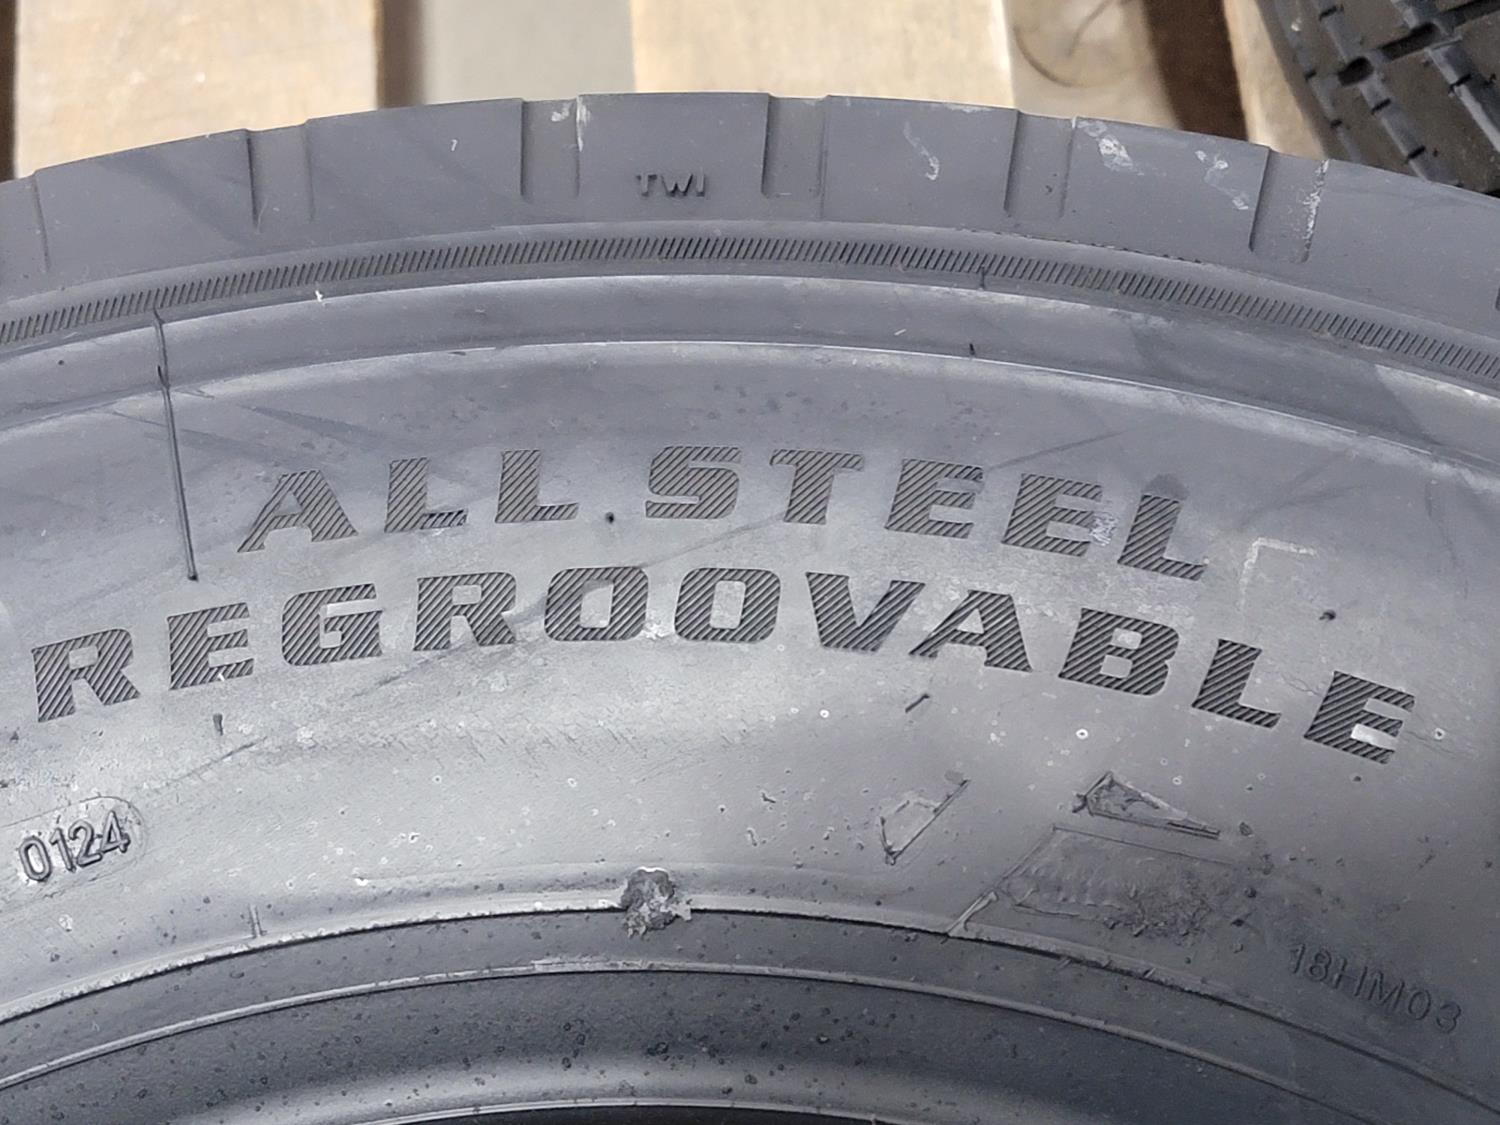 TWI
ALL STEEL
REGROOVABLE
0124
18HM03